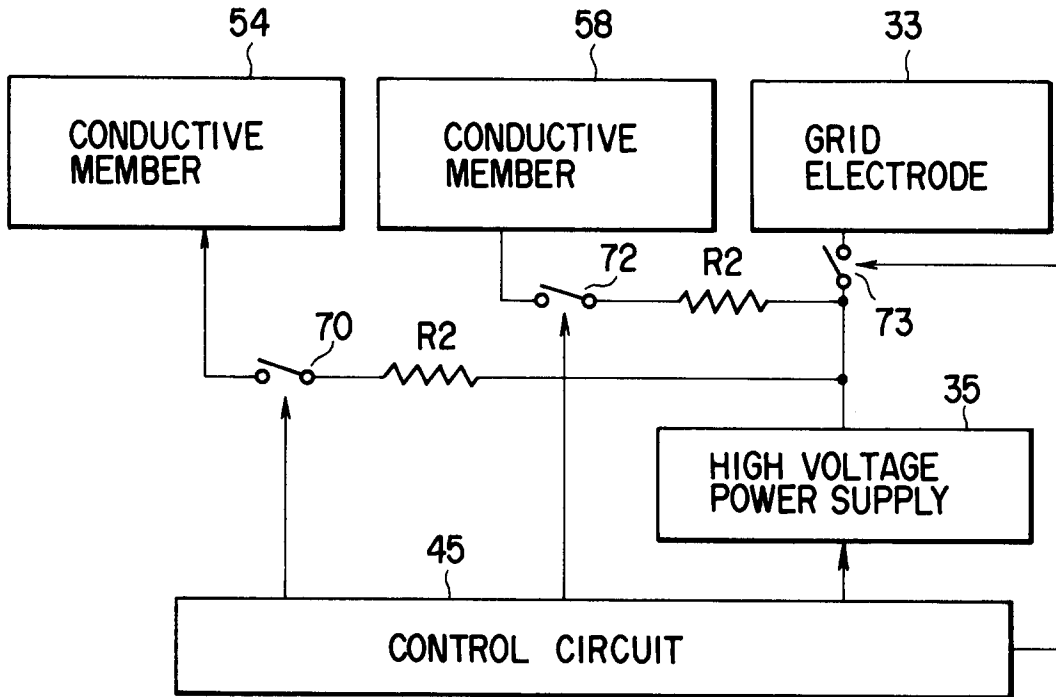 54
58
33
CONDUCTIVE
MEMBER
CONDUCTIVE
MEMBER
GRID
ELECTRODE
72
R2
73
70
R2
35
HIGH VOLTAGE
POWER SUPPLY
45
CONTROL CIRCUIT